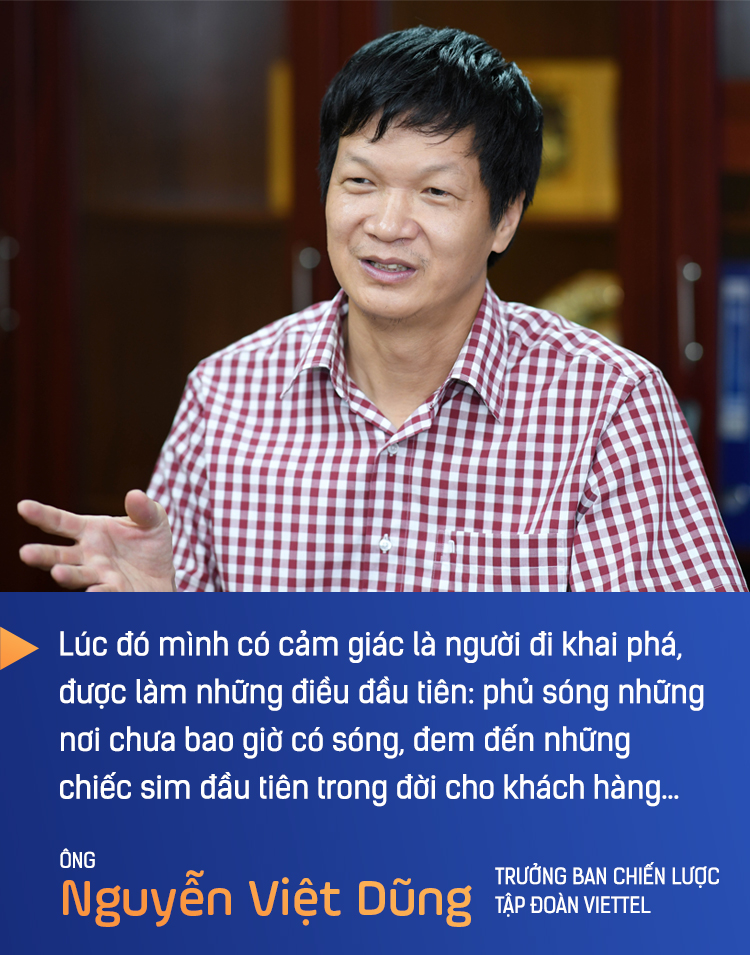 Lúc đó mình có cảm giác là người đi khai phá,
được làm những điều đầu tiên: phủ sóng những
nơi chưa bao giờ có sóng, đem đến những
chiếc sim đầu tiên trong đời cho khách hàng...
ÔNG
Nguyễn Việt Dũng
TRƯỞNG BAN CHIẾN LƯỢC
TẬP ĐOÀN VIETTEL